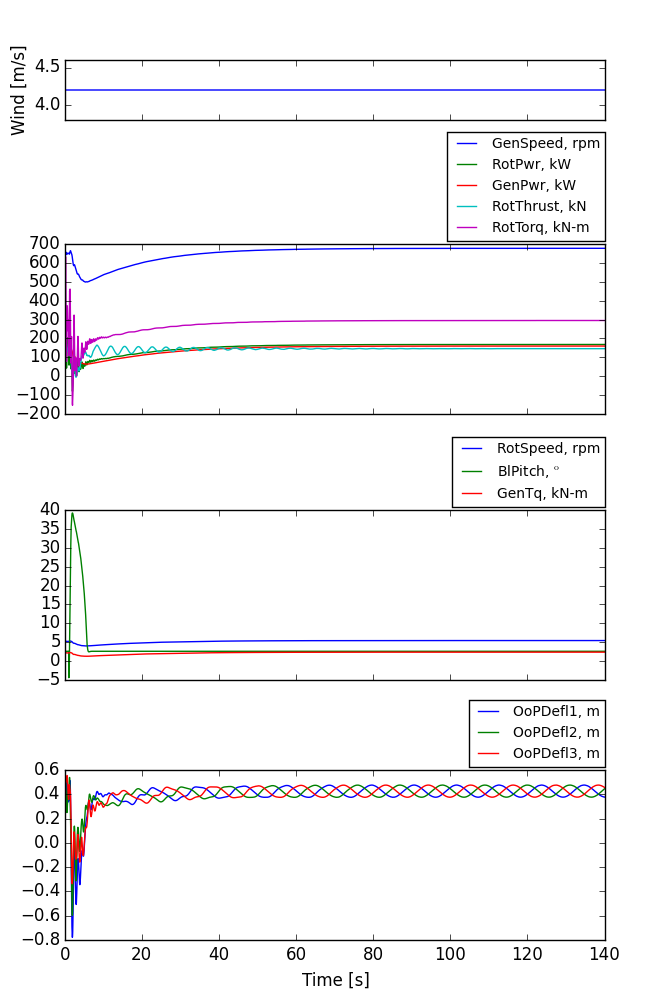 Wind [m/s]
4.5
4.0
GenSpeed, rpm
RotPwr, kW
GenPwr, kW
RotThrust, kN
RotTorq, kN-m
700
600
500
400
300
200
100
0
−100
−200
RotSpeed, rpm
BlPitch, °
GenTq, kN-m
40
35
30
25
20
15
10
5
0
−5
OoPDefl1, m
OoPDefl2, m
OoPDefl3, m
0.6
0.4
0.2
0.0
−0.2
−0.4
−0.6
−0.8
0 20 40 60 80 100 120 140
Time [s]